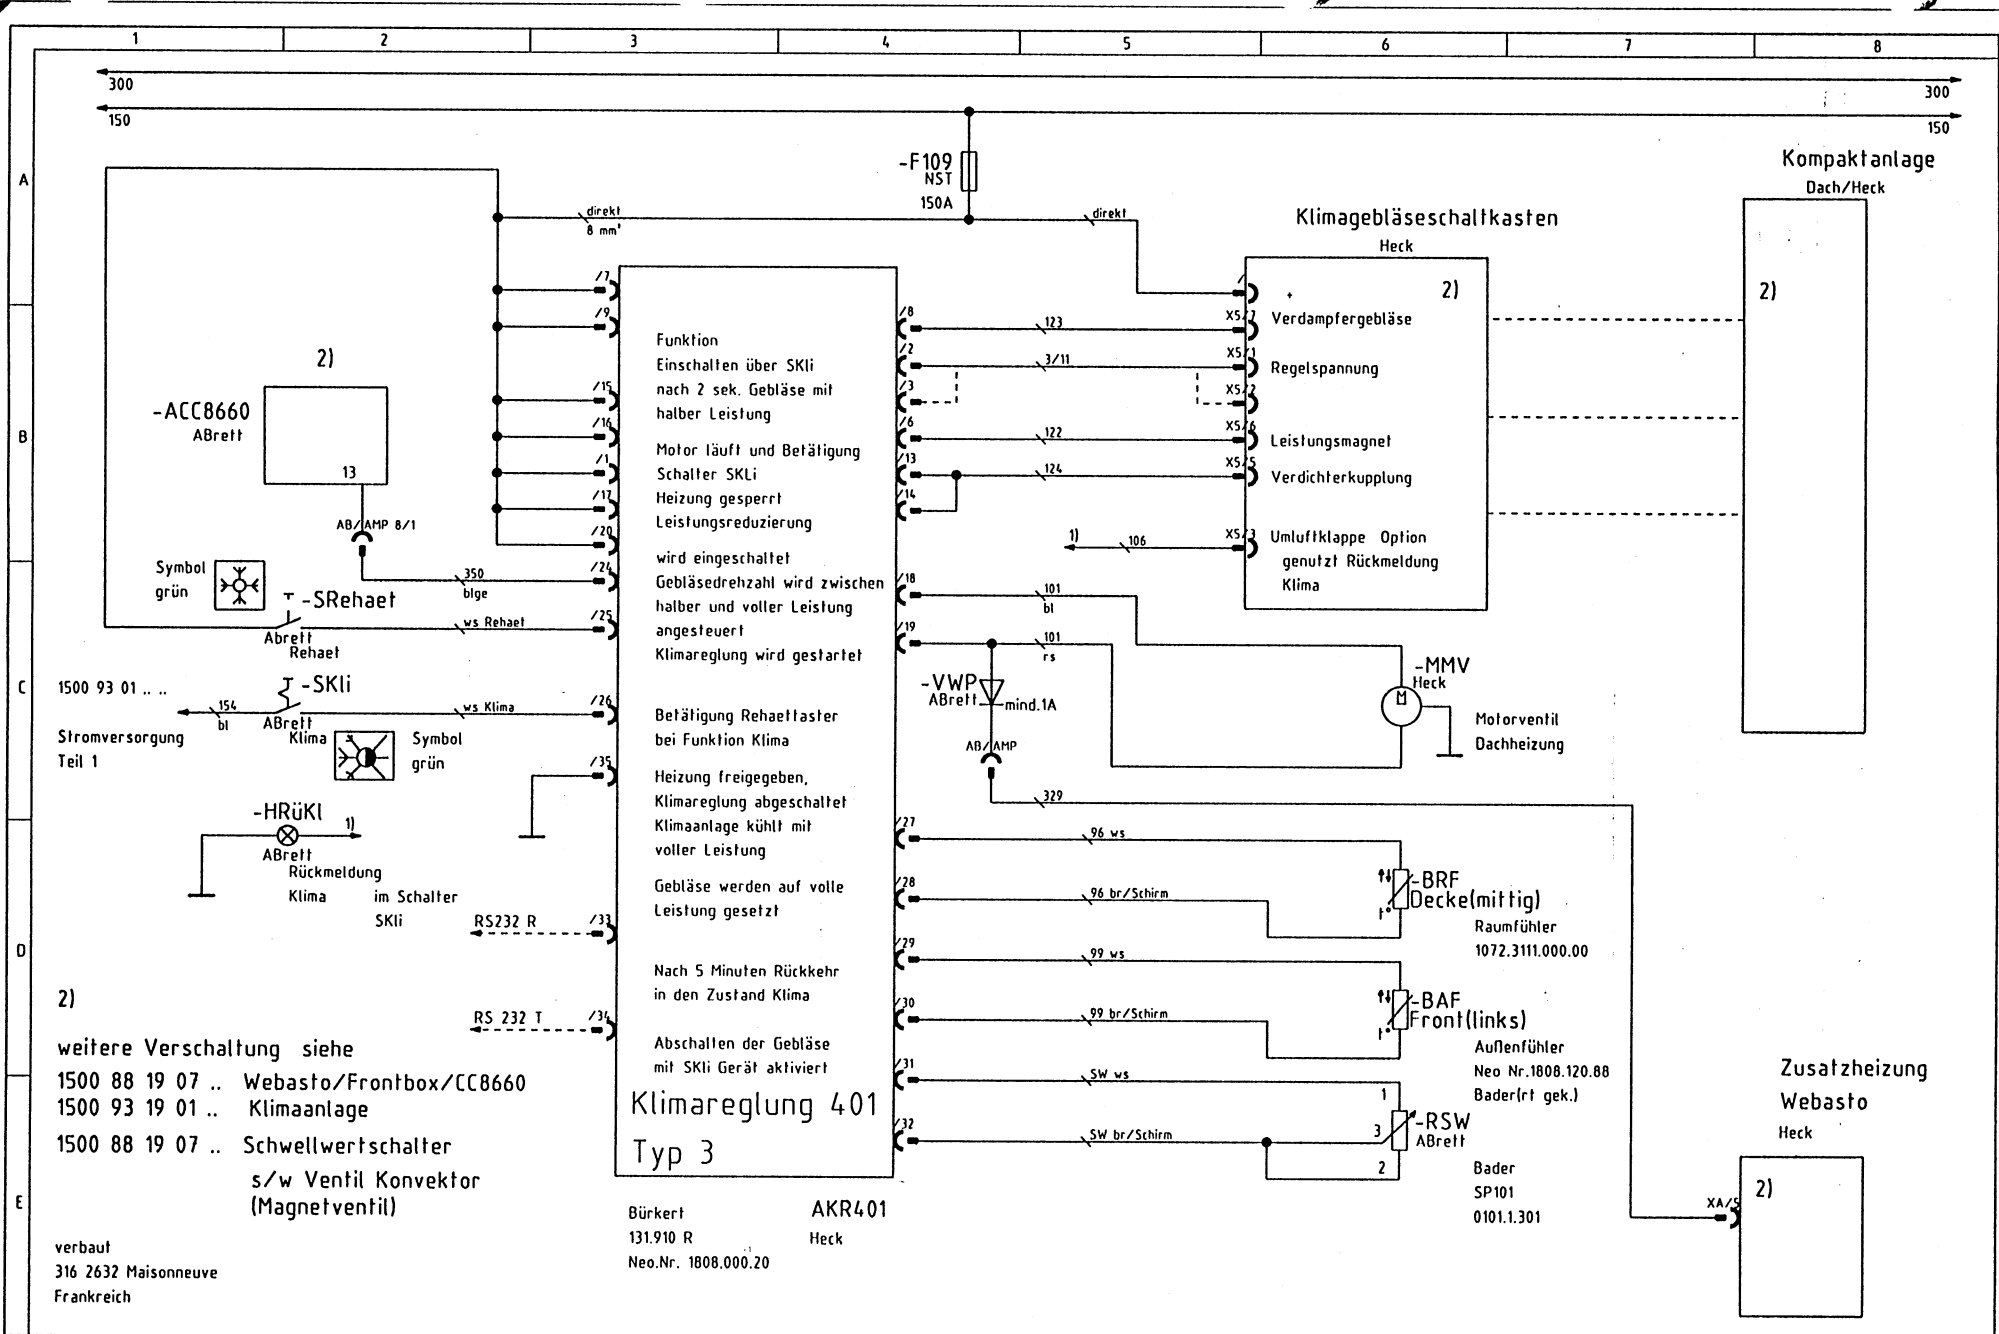 1 2 3 4 5 6 7 8
300 300
150 150
A
B
C
D
E
-F109
NST
150A
direkt
8 mm²
direkt
Kompaktanlage
Dach/Heck
2)
Klimagebläseschaltkasten
Heck
2)
/
+
X5/7 Verdampfergebläse
X5/1 Regelspannung
X5/2
X5/6 Leistungsmagnet
X5/5 Verdichterkupplung
X5/3 Umluftklappe Option
genutzt Rückmeldung
Klima
2)
-ACC8660
ABrett
13
AB/AMP 8/1
350
blge
Symbol
grün
-SRehaet
Abrett
Rehaet
ws Rehaet
1500 93 01 .. ..
-SKli
154
bl
ABrett
Klima
ws Klima
Stromversorgung
Teil 1
Symbol
grün
-HRüKl
1)
ABrett
Rückmeldung
Klima
im Schalter
SKli
RS232 R
RS 232 T
/7
/9
/15
/16
/1
/17
/20
/24
/25
/26
/35
/33
/34
Funktion
Einschalten über SKli
nach 2 sek. Gebläse mit
halber Leistung
Motor läuft und Betätigung
Schalter SKLi
Heizung gesperrt
Leistungsreduzierung
wird eingeschaltet
Gebläsedrehzahl wird zwischen
halber und voller Leistung
angesteuert
Klimareglung wird gestartet
Betätigung Rehaettaster
bei Funktion Klima
Heizung freigegeben,
Klimareglung abgeschaltet
Klimaanlage kühlt mit
voller Leistung
Gebläse werden auf volle
Leistung gesetzt
Nach 5 Minuten Rückkehr
in den Zustand Klima
Abschalten der Gebläse
mit SKli Gerät aktiviert
Klimareglung 401
Typ 3
Bürkert
131.910 R
Neo.Nr. 1808.000.20
AKR401
Heck
/8
/2
/3
/6
/13
/14
/18
/19
/27
/28
/29
/30
/31
/32
123
3/11
122
124
1) 106
101
bl
101
rs
-VWP
ABrett
mind.1A
AB/AMP
329
-MMV
Heck
M
Motorventil
Dachheizung
96 ws
96 br/Schirm
-BRF
Decke(mittig)
t°
Raumfühler
1072.3111.000.00
99 ws
99 br/Schirm
-BAF
Front(links)
t°
Außenfühler
Neo Nr.1808.120.88
Bader(rt gek.)
SW ws
SW br/Schirm
1
3
2
-RSW
ABrett
Bader
SP101
0101.1.301
Zusatzheizung
Webasto
Heck
XA/5
2)
2)
weitere Verschaltung siehe
1500 88 19 07 .. Webasto/Frontbox/CC8660
1500 93 19 01 .. Klimaanlage
1500 88 19 07 .. Schwellwertschalter
s/w Ventil Konvektor
(Magnetventil)
verbaut
316 2632 Maisonneuve
Frankreich